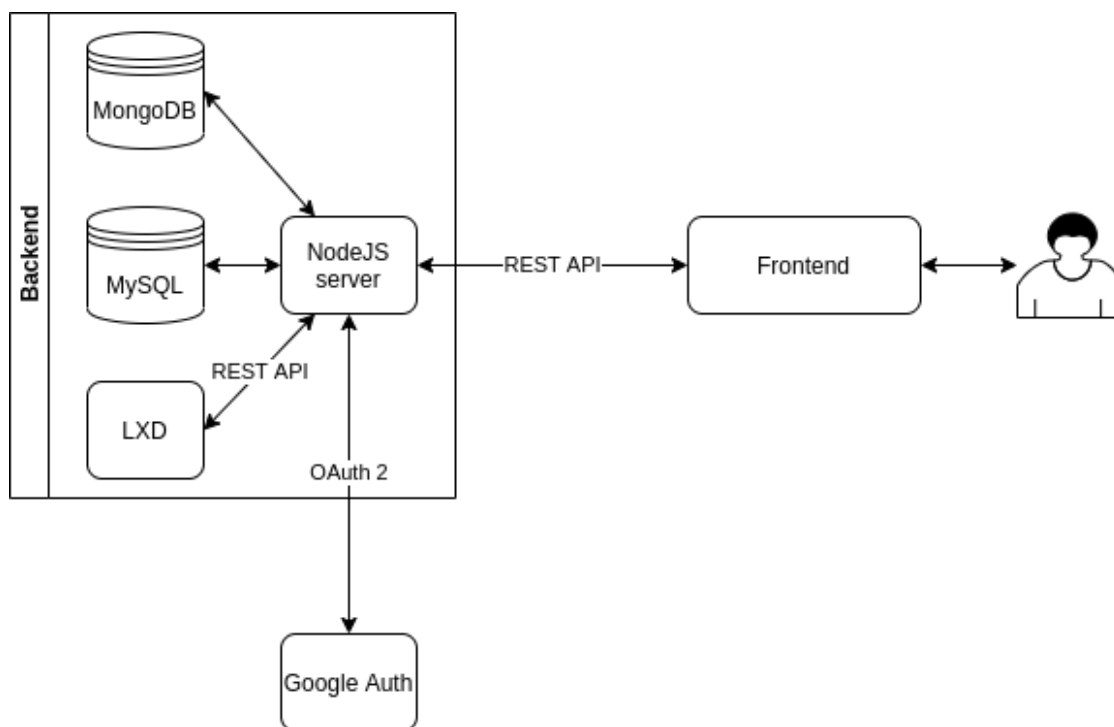 Backend
MongoDB
MySQL
NodeJS
server
REST API
Frontend
REST API
LXD
OAuth 2
Google Auth